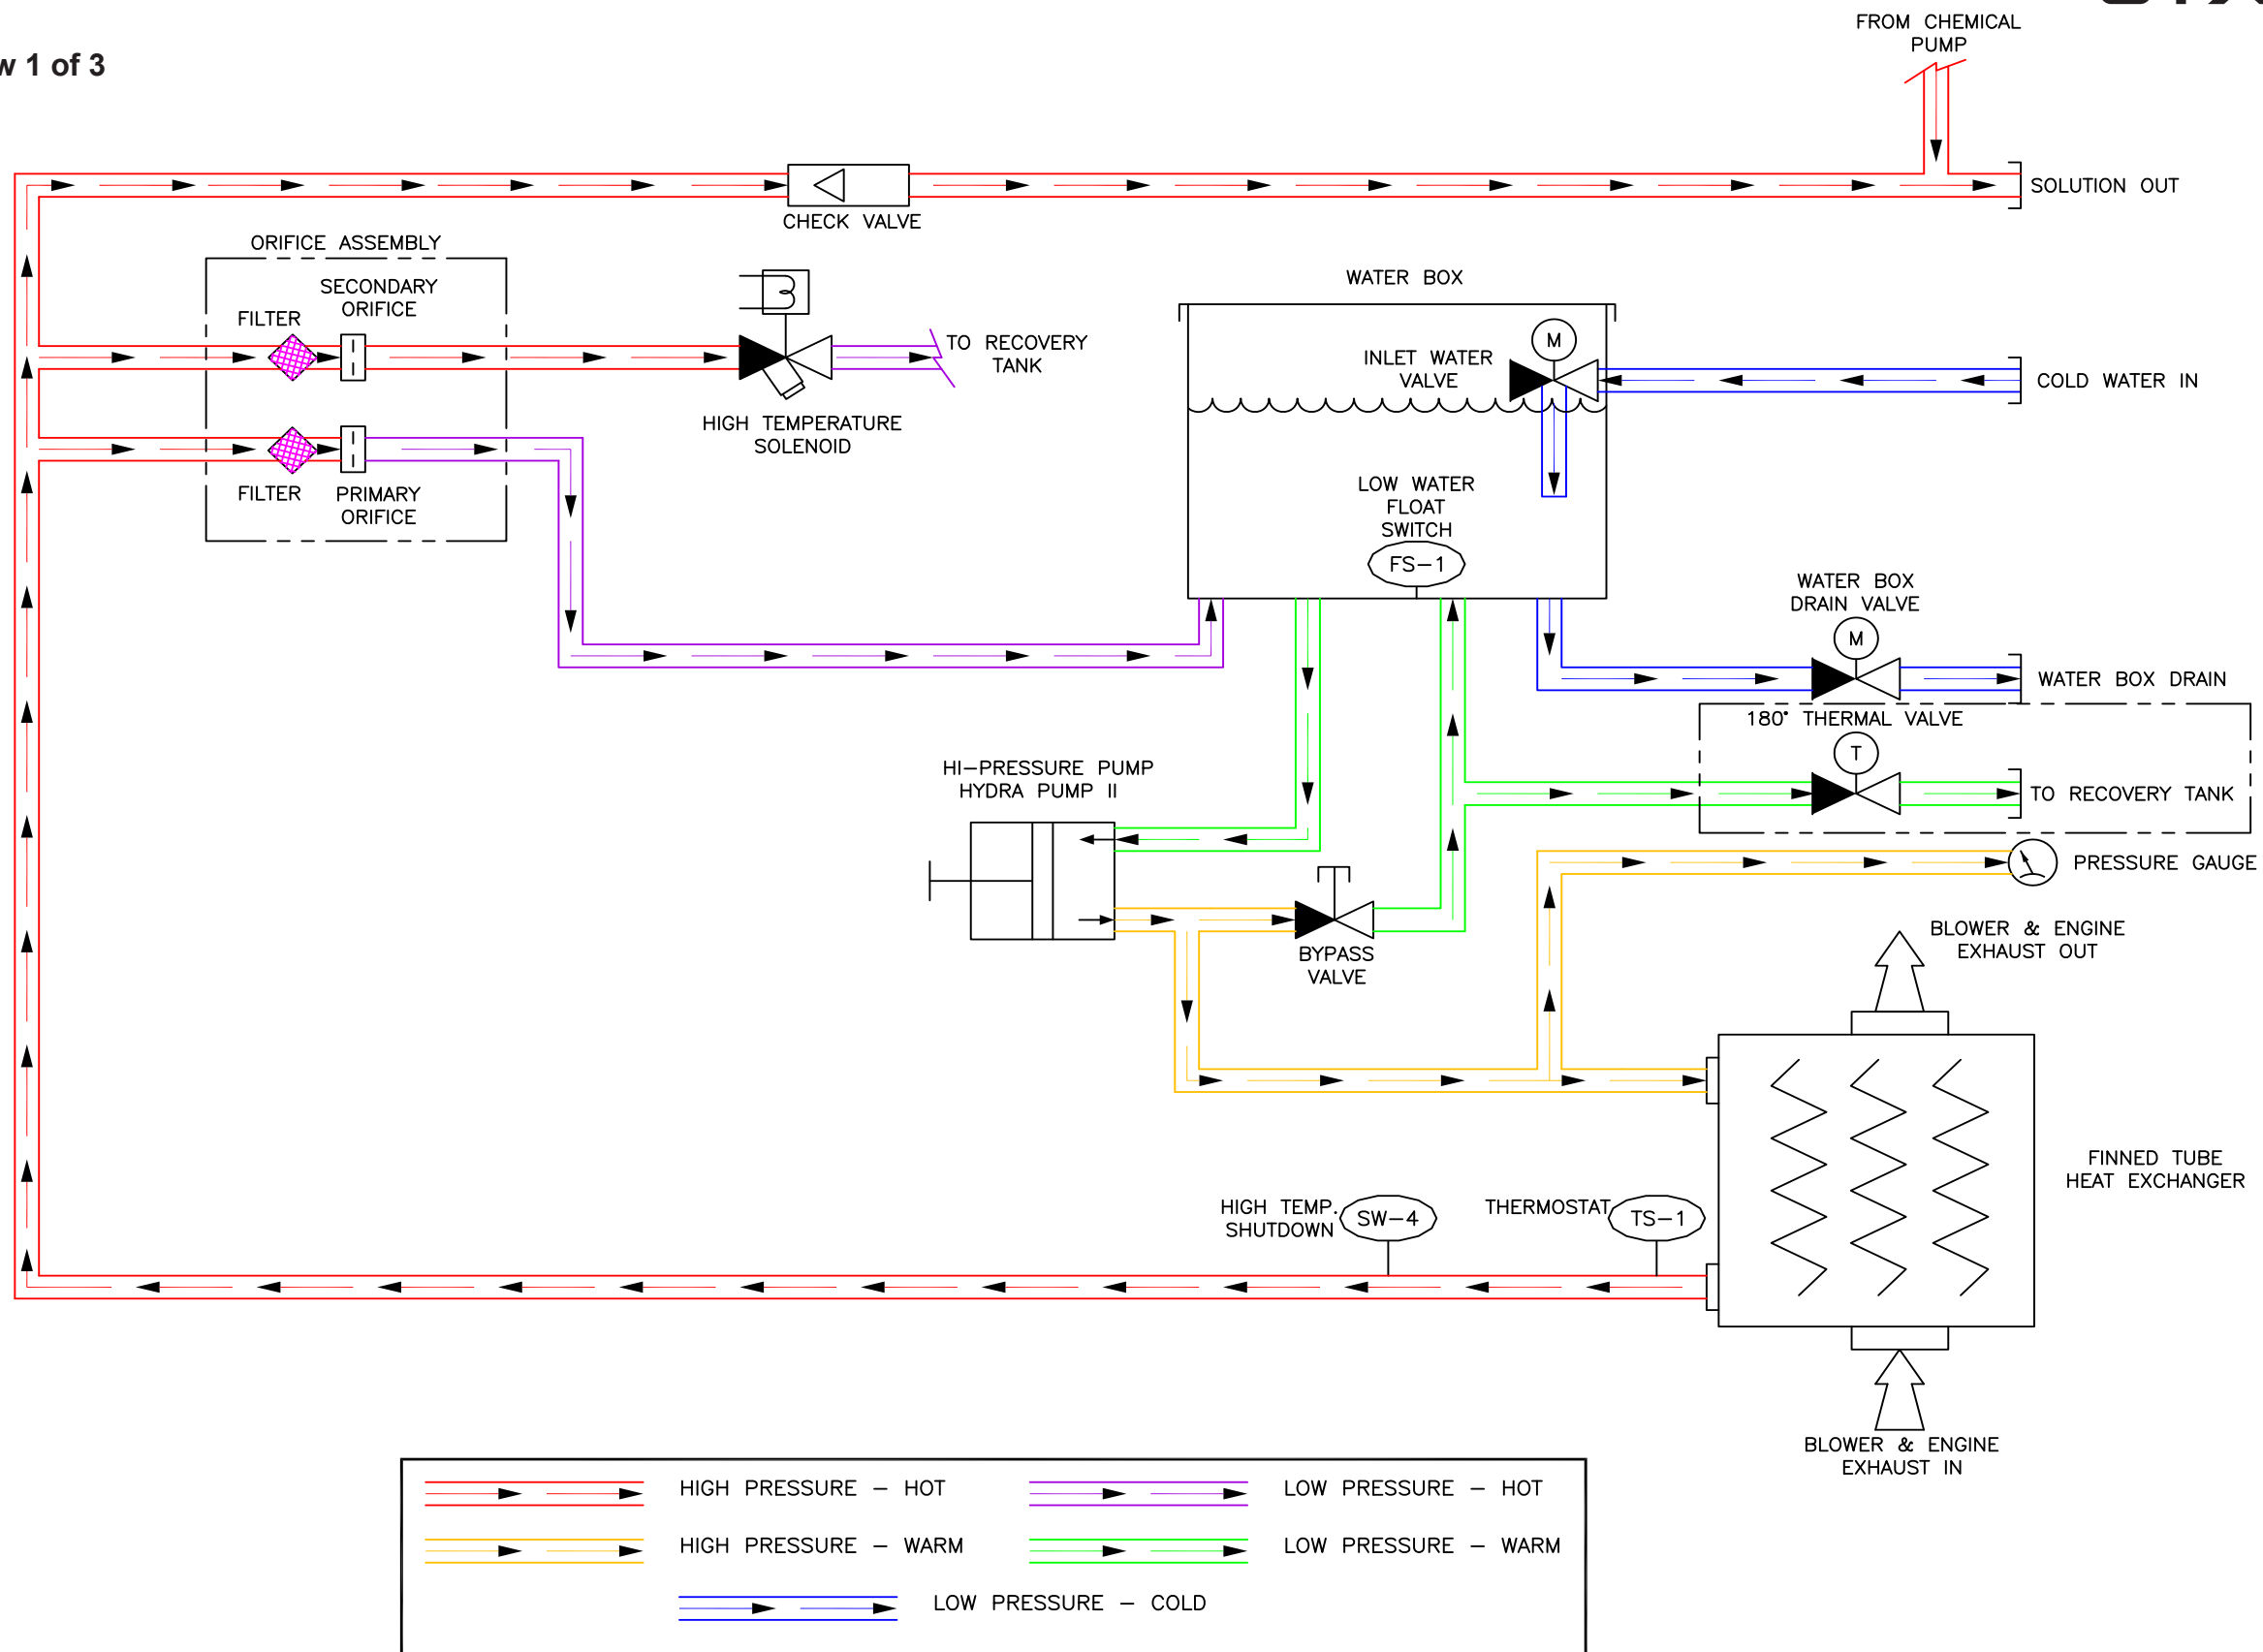 1 of 3
FROM CHEMICAL
PUMP
SOLUTION OUT
CHECK VALVE
ORIFICE ASSEMBLY
SECONDARY
ORIFICE
FILTER
WATER BOX
M
TO RECOVERY
TANK
INLET WATER
VALVE
COLD WATER IN
HIGH TEMPERATURE
SOLENOID
FILTER
PRIMARY
ORIFICE
LOW WATER
FLOAT
SWITCH
FS-1
WATER BOX
DRAIN VALVE
M
WATER BOX DRAIN
180° THERMAL VALVE
T
TO RECOVERY TANK
HI-PRESSURE PUMP
HYDRA PUMP II
PRESSURE GAUGE
BYPASS
VALVE
BLOWER & ENGINE
EXHAUST OUT
FINNED TUBE
HEAT EXCHANGER
HIGH TEMP.
SHUTDOWN
SW-4
THERMOSTAT
TS-1
BLOWER & ENGINE
EXHAUST IN
HIGH PRESSURE - HOT
LOW PRESSURE - HOT
HIGH PRESSURE - WARM
LOW PRESSURE - WARM
LOW PRESSURE - COLD